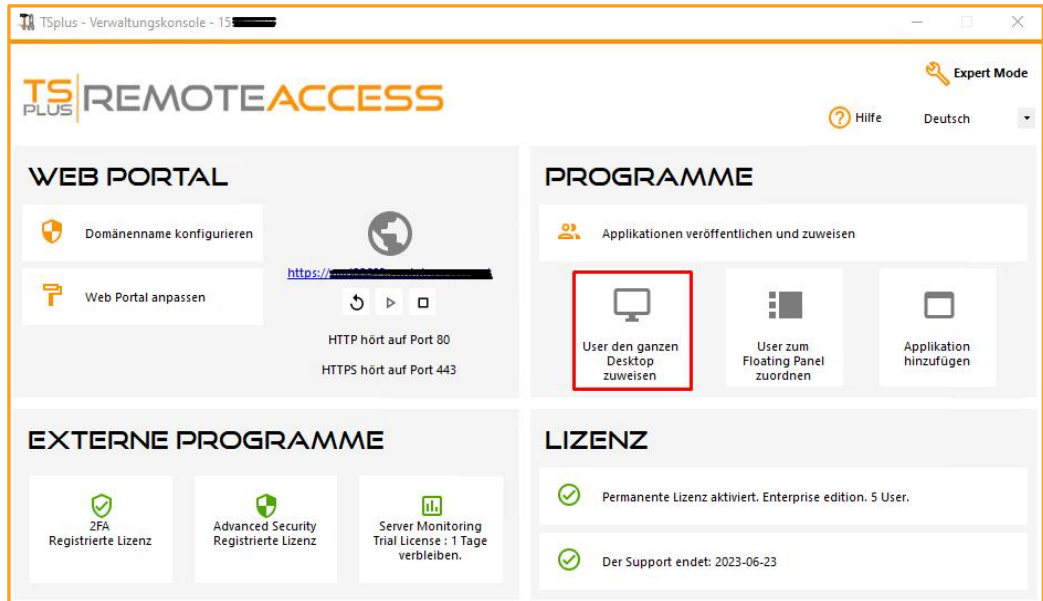 TSplus - Verwaltungskonsole - 15
Expert Mode
TS PLUS REMOTEACCESS
Hilfe
Deutsch
WEB PORTAL
Domänenname konfigurieren
https://
Web Portal anpassen
HTTP hört auf Port 80
HTTPS hört auf Port 443
PROGRAMME
Applikationen veröffentlichen und zuweisen
User den ganzen
Desktop
zuweisen
User zum
Floating Panel
zuordnen
Applikation
hinzufügen
EXTERNE PROGRAMME
2FA
Registrierte Lizenz
Advanced Security
Registrierte Lizenz
Server Monitoring
Trial License : 1 Tage
verbleiben.
LIZENZ
Permanente Lizenz aktiviert. Enterprise edition. 5 User.
Der Support endet: 2023-06-23